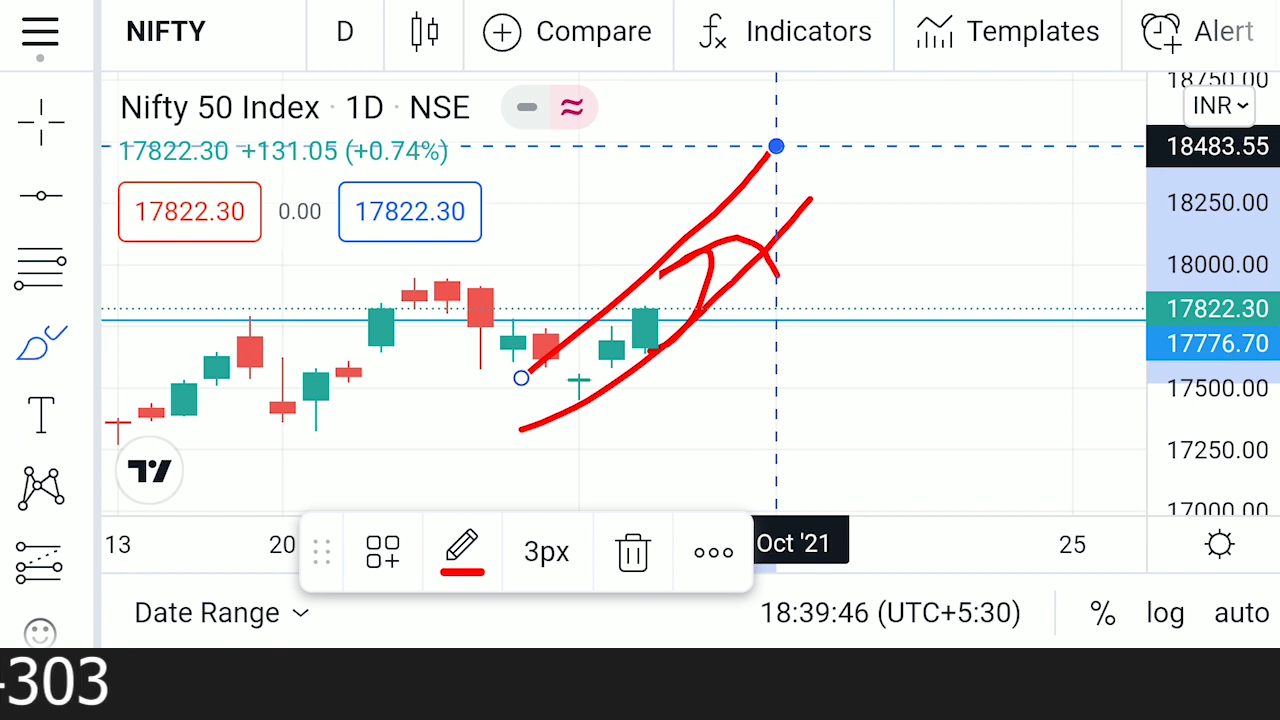 NIFTY D Compare Indicators Templates Alert
Nifty 50 Index · 1D · NSE
18750.00
INR
17822.30 +131.05 (+0.74%)
18483.55
17822.30 0.00 17822.30
18250.00
18000.00
17822.30
17776.70
17500.00
17250.00
17000.00
13 20 Oct '21 25
3px
Date Range 18:39:46 (UTC+5:30) % log auto
-303